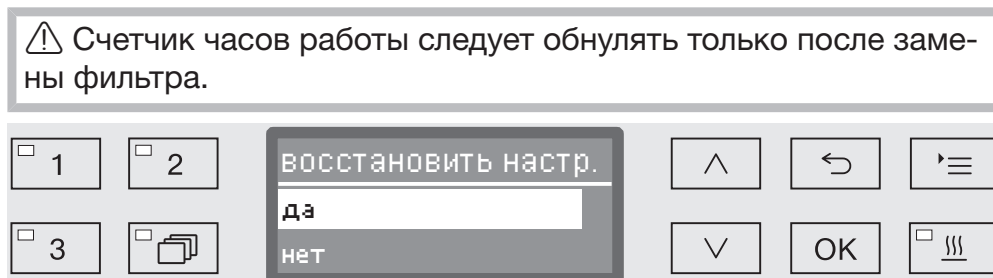 ⚠ Счетчик часов работы следует обнулять только после заме-
ны фильтра.
1 2 восстановить настр.
да
3 нет OK